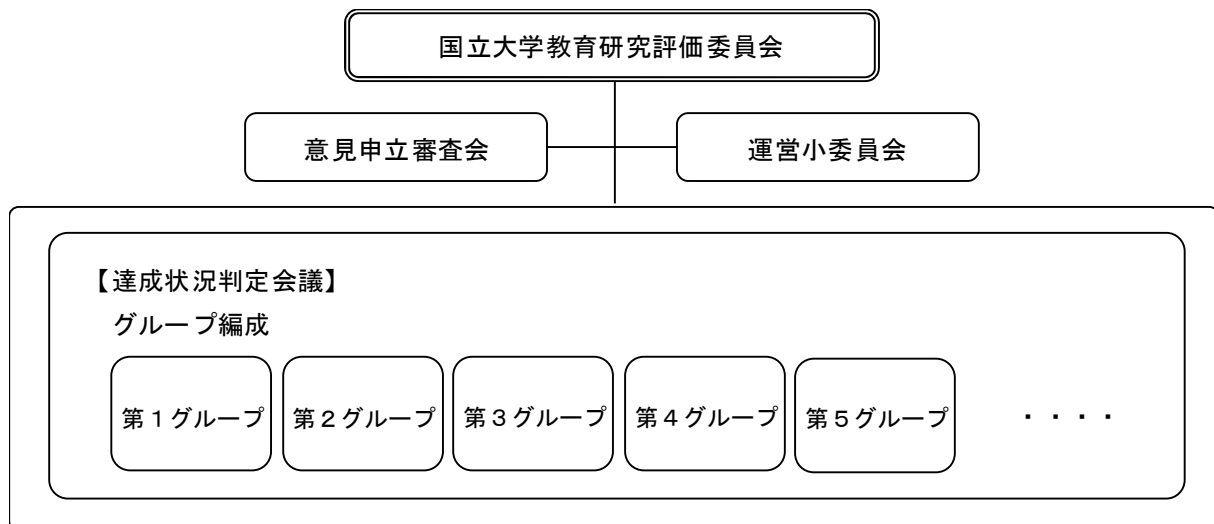 国立大学教育研究評価委員会
意見申立審査会
運営小委員会
【達成状況判定会議】
グループ編成
第１グループ
第２グループ
第３グループ
第４グループ
第５グループ
・・・・